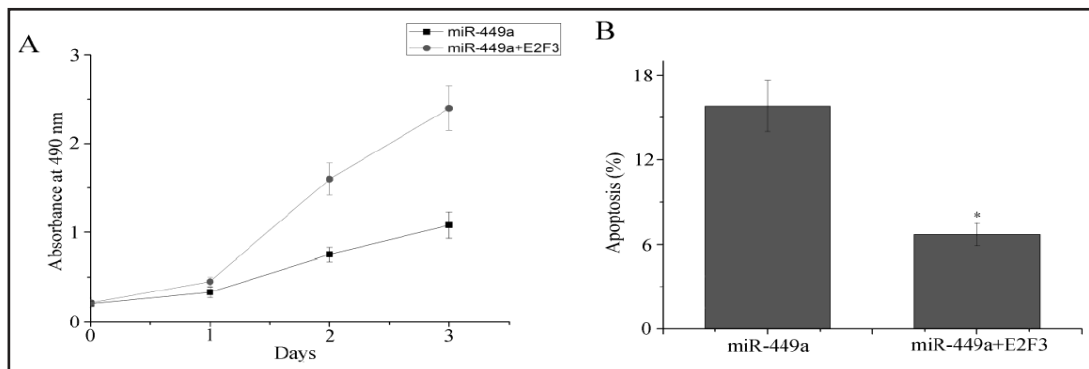 A
miR-449a
miR-449a+E2F3
Absorbance at 490 nm
3
2
1
0
0 1 2 3
Days
B
Apoptosis (%)
18
12
6
0
*
miR-449a miR-449a+E2F3